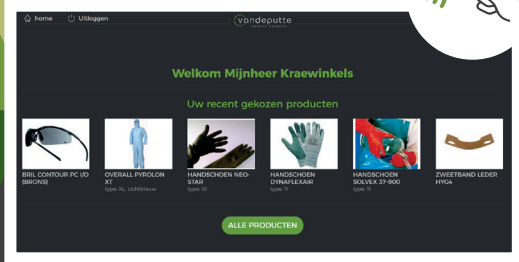 home Uitloggen
vandeputte
Welkom Mijnheer Kraewinkels
Uw recent gekozen producten
BRIL CONTOUR PC I/O
(BRONS)
OVERALL PYROLON
XT
type: XL Lichtblauw
HANDSCHOEN NEO-
STAR
type: 10
HANDSCHOEN
DYNAFLEXAIR
type: 11
HANDSCHOEN
SOLVEX 37-900
type: 11
ZWEETBAND LEDER
HYG4
ALLE PRODUCTEN